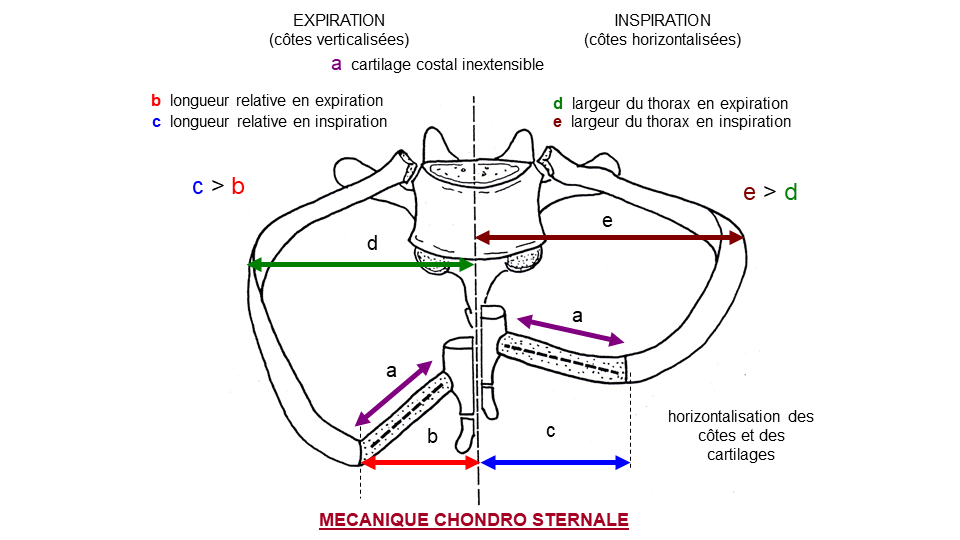 EXPIRATION
(côtes verticalisées)
INSPIRATION
(côtes horizontalisées)
a cartilage costal inextensible
b longueur relative en expiration
c longueur relative en inspiration
d largeur du thorax en expiration
e largeur du thorax en inspiration
c > b
e > d
d
e
a
a
b
c
horizontalisation des
côtes et des
cartilages
MECANIQUE CHONDRO STERNALE